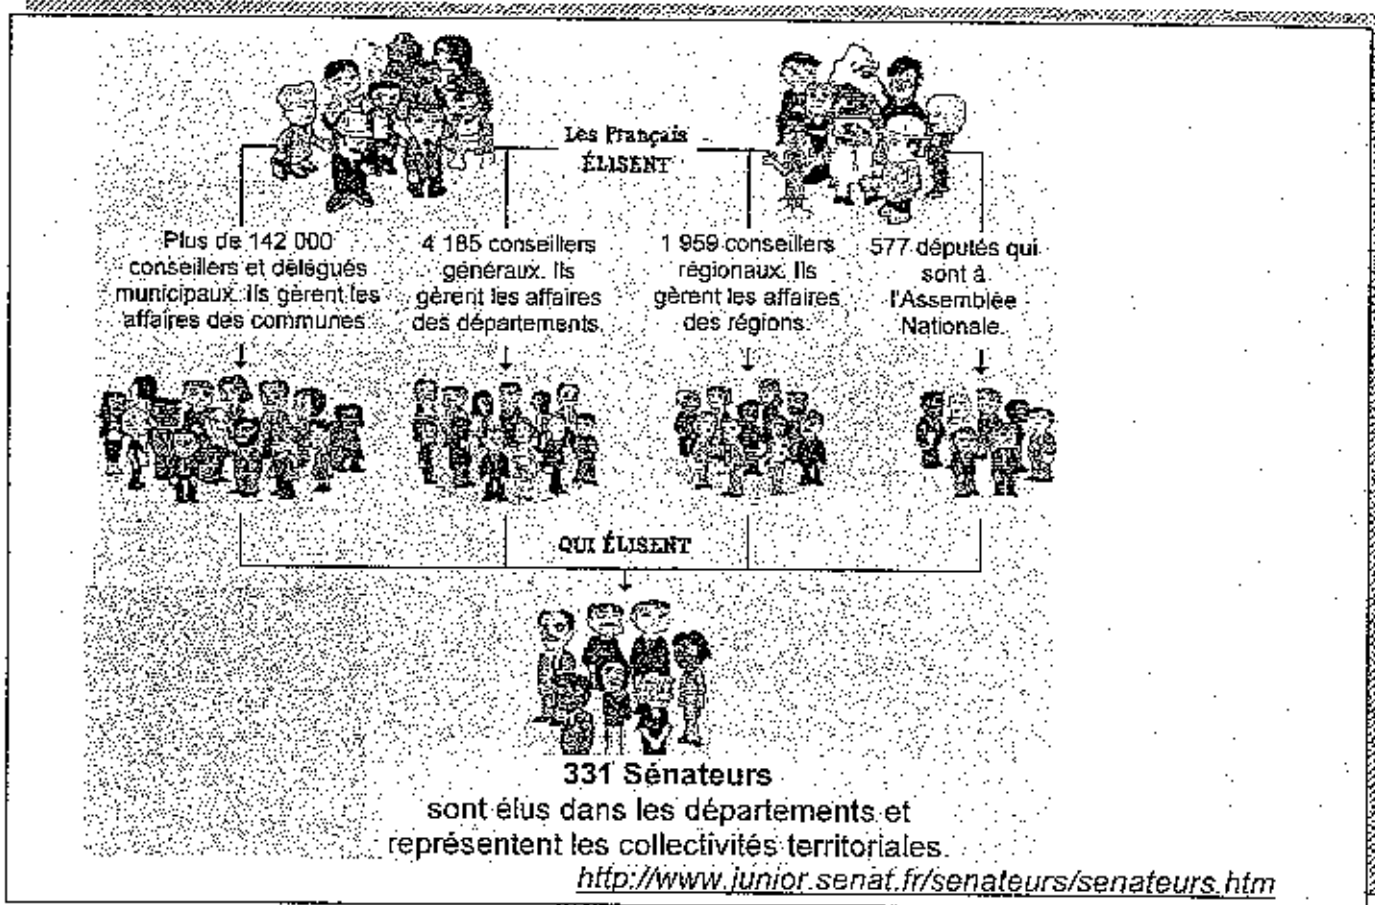 Les Français
ÉLISENT
Plus de 142 000
conseillers et délégués
municipaux. Ils gèrent les
affaires des communes.
4 185 conseillers
généraux. Ils
gèrent les affaires
des départements.
1 959 conseillers
régionaux. Ils
gèrent les affaires
des régions.
577 députés qui
sont à
l'Assemblée
Nationale.
QUI ÉLISENT
331 Sénateurs
sont élus dans les départements et
représentent les collectivités territoriales.
http://www.junior.senat.fr/senateurs/senateurs.htm